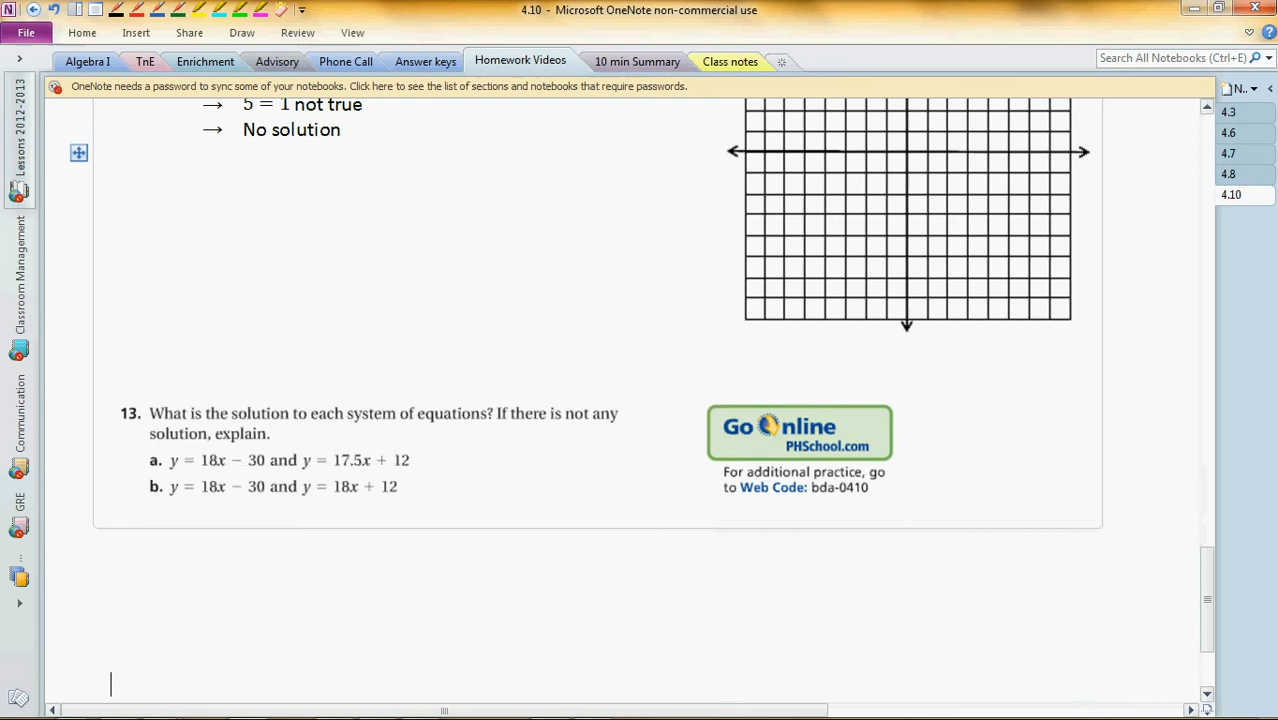 4.10 - Microsoft OneNote non-commercial use
File Home Insert Share Draw Review View
Algebra I TnE Enrichment Advisory Phone Call Answer keys Homework Videos 10 min Summary Class notes
Search All Notebooks (Ctrl+E)
OneNote needs a password to sync some of your notebooks. Click here to see the list of sections and notebooks that require passwords.
N..
4.3
4.6
4.7
4.8
4.10
Lessons 2012-2013
Classroom Management
Communication
GRE
...
→ 5 = 1 not true
→ No solution
13. What is the solution to each system of equations? If there is not any
solution, explain.
a. y = 18x − 30 and y = 17.5x + 12
b. y = 18x − 30 and y = 18x + 12
Go Online
PHSchool.com
For additional practice, go
to Web Code: bda-0410